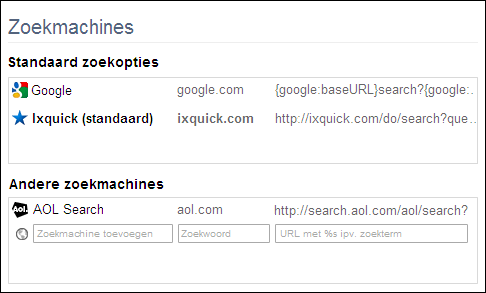 Zoekmachines
Standaard zoekopties
Google google.com {google:baseURL}search?{google:...
Ixquick (standaard) ixquick.com http://ixquick.com/do/search?que...
Andere zoekmachines
Aol. AOL Search aol.com http://search.aol.com/aol/search?
Zoekmachine toevoegen Zoekwoord URL met %s ipv. zoekterm